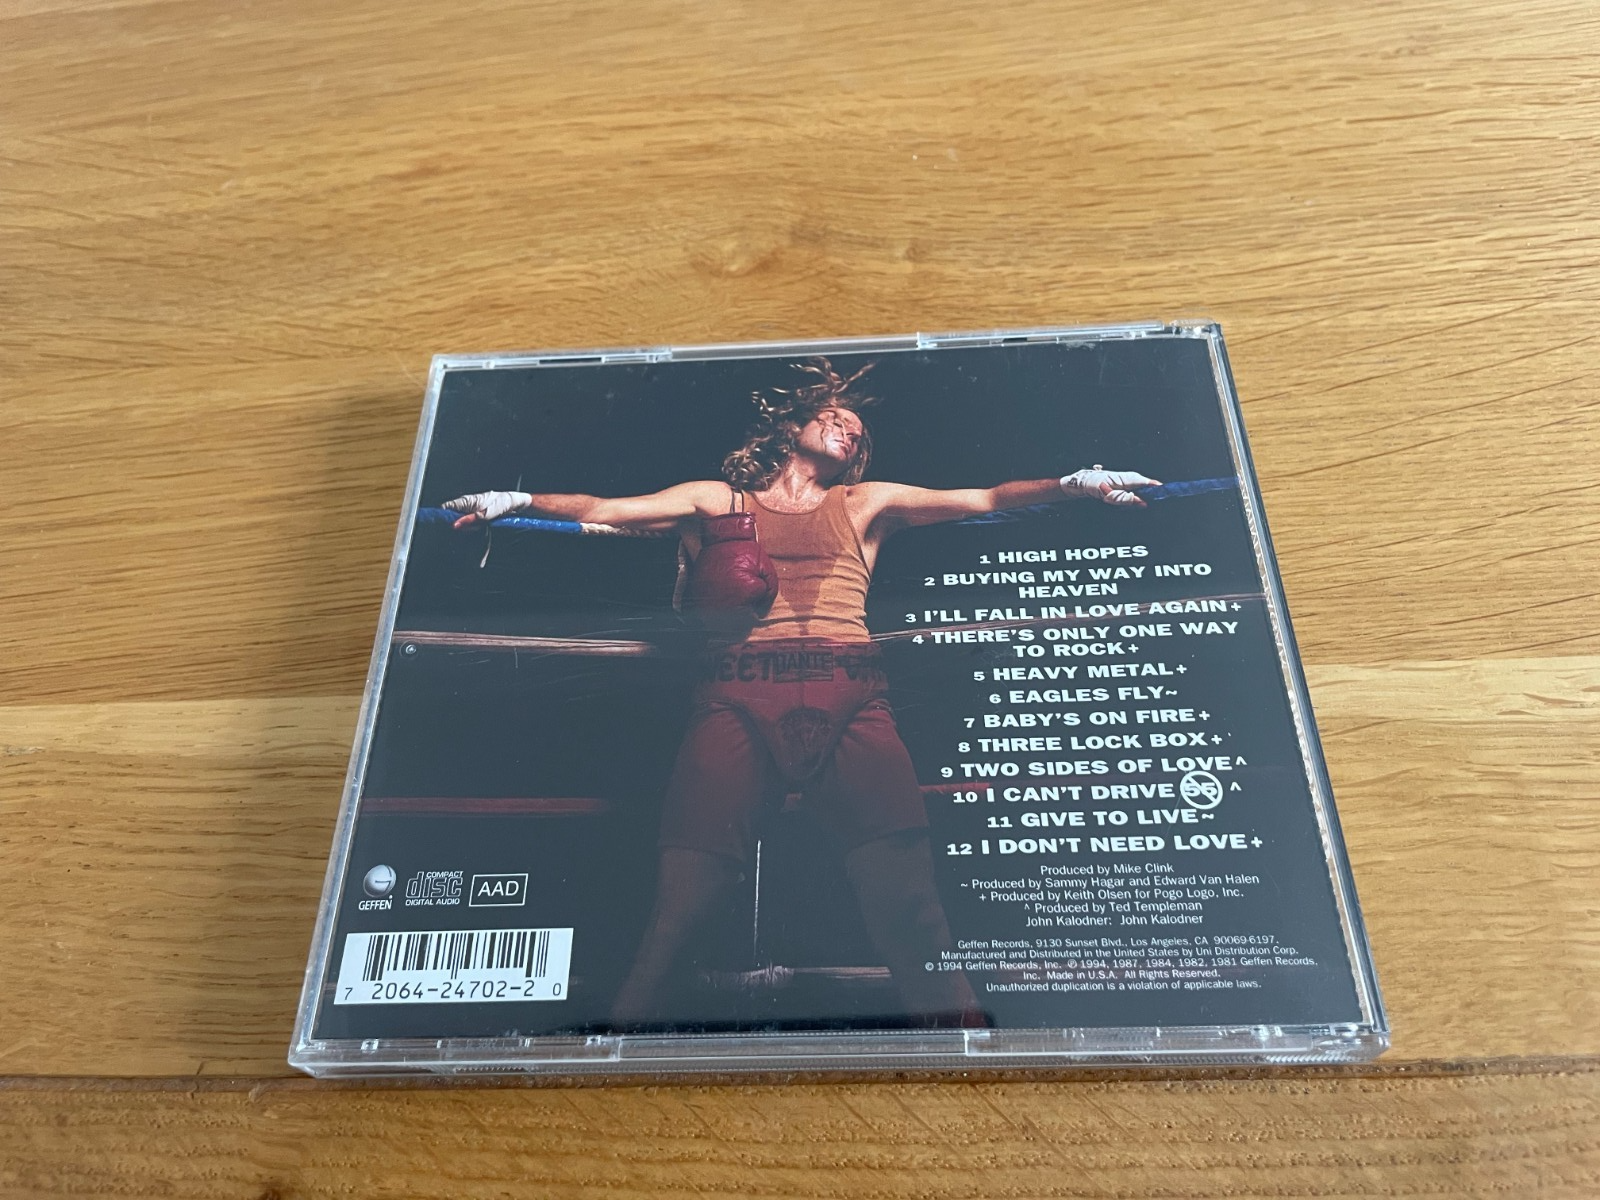 1 HIGH HOPES
2 BUYING MY WAY INTO
HEAVEN
3 I'LL FALL IN LOVE AGAIN+
4 THERE'S ONLY ONE WAY
TO ROCK+
5 HEAVY METAL+
6 EAGLES FLY~
7 BABY'S ON FIRE+
8 THREE LOCK BOX+
9 TWO SIDES OF LOVE^
10 I CAN'T DRIVE 55 ^
11 GIVE TO LIVE~
12 I DON'T NEED LOVE+
Produced by Mike Clink
~ Produced by Sammy Hagar and Edward Van Halen
+ Produced by Keith Olsen for Pogo Logo, Inc.
^ Produced by Ted Templeman
John Kalodner: John Kalodner
Geffen Records, 9130 Sunset Blvd., Los Angeles, CA 90069-6197.
Manufactured and Distributed in the United States by Uni Distribution Corp.
© 1994 Geffen Records, Inc. ℗ 1994, 1987, 1984, 1982, 1981 Geffen Records,
Inc. Made in U.S.A. All Rights Reserved.
Unauthorized duplication is a violation of applicable laws.
DANTE
G
GEFFEN
COMPACT
disc
DIGITAL AUDIO
AAD
7 2064-24702-2 0